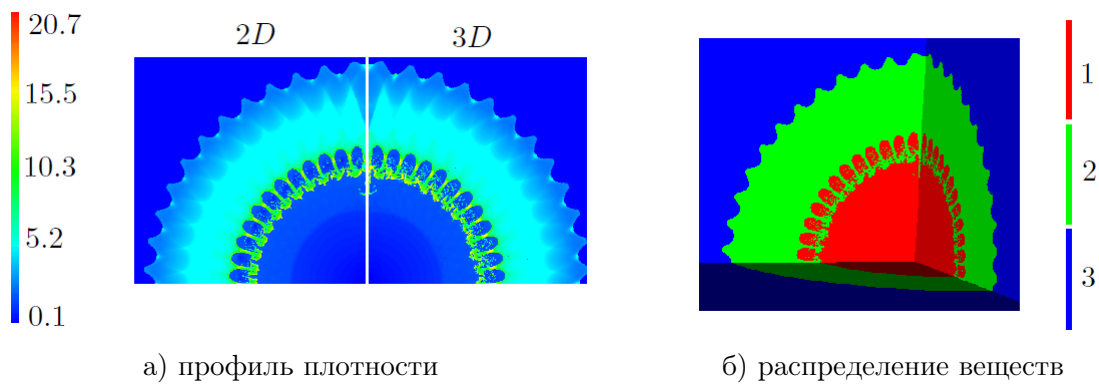 20.7
15.5
10.3
5.2
0.1
2D
3D
1
2
3
а) профиль плотности
б) распределение веществ